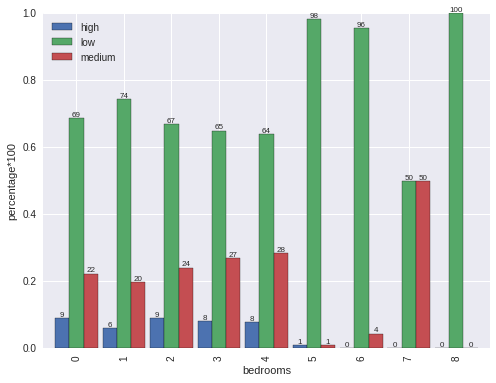 high
low
medium
percentage*100
1.0
0.8
0.6
0.4
0.2
0.0
9 69 22
6 74 20
9 67 24
8 65 27
8 64 28
1 98 1
0 96 4
0 50 50
0 100 0
0 1 2 3 4 5 6 7 8
bedrooms